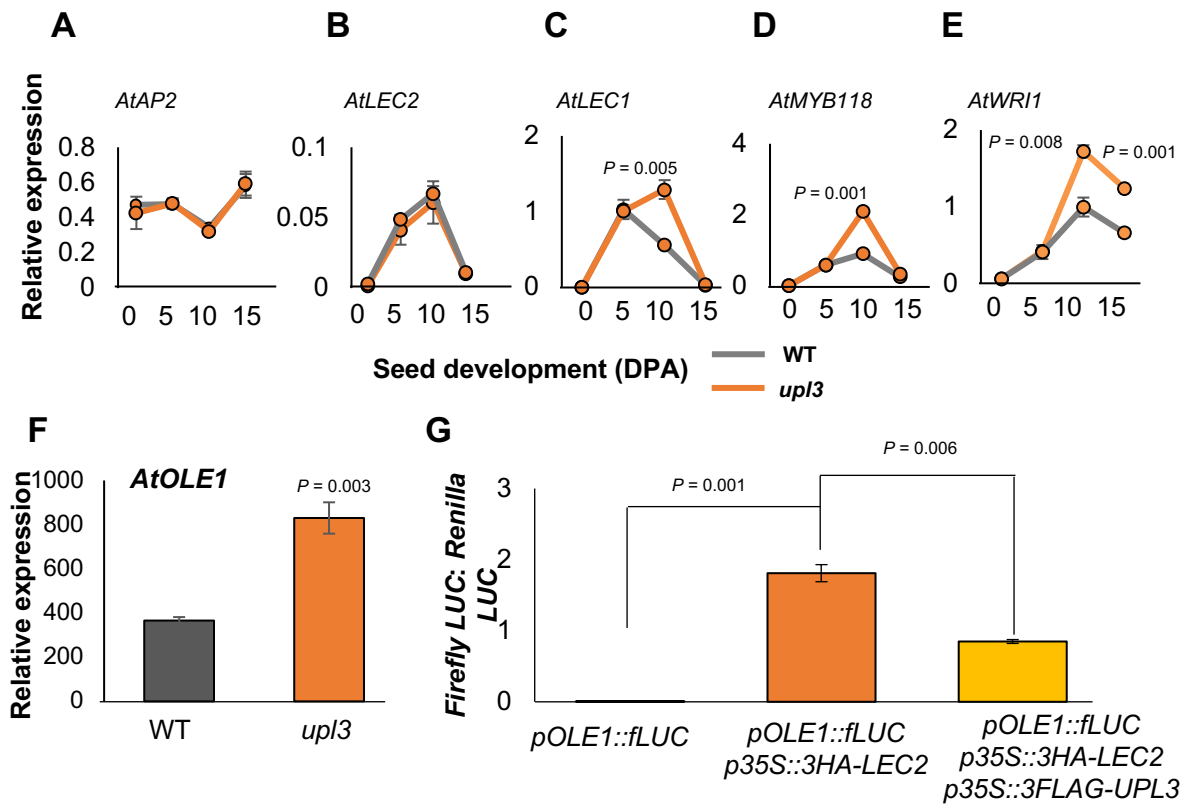 A
B
C
D
E
AtAP2
AtLEC2
AtLEC1
AtMYB118
AtWRI1
Relative expression
0.8
0.6
0.4
0.2
0
0 5 10 15
0.1
0.05
0
0 5 10 15
2
1
0
P = 0.005
0 5 10 15
4
2
0
P = 0.001
0 5 10 15
2
1
0
P = 0.008
P = 0.001
0 5 10 15
Seed development (DPA)
WT
upl3
F
Relative expression
AtOLE1
1000
800
600
400
200
0
P = 0.003
WT
upl3
G
Firefly LUC: Renilla
LUC
3
2
1
0
P = 0.001
P = 0.006
pOLE1::fLUC
pOLE1::fLUC
p35S::3HA-LEC2
pOLE1::fLUC
p35S::3HA-LEC2
p35S::3FLAG-UPL3